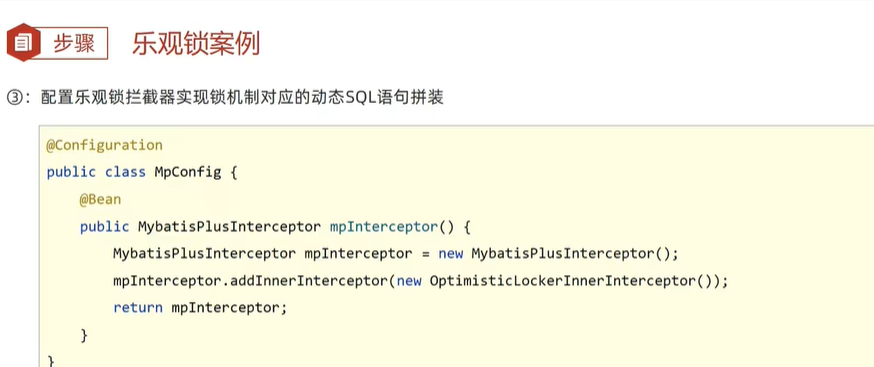 步骤 乐观锁案例
③：配置乐观锁拦截器实现锁机制对应的动态SQL语句拼装
@Configuration
public class MpConfig {
    @Bean
    public MybatisPlusInterceptor mpInterceptor() {
        MybatisPlusInterceptor mpInterceptor = new MybatisPlusInterceptor();
        mpInterceptor.addInnerInterceptor(new OptimisticLockerInnerInterceptor());
        return mpInterceptor;
    }
}